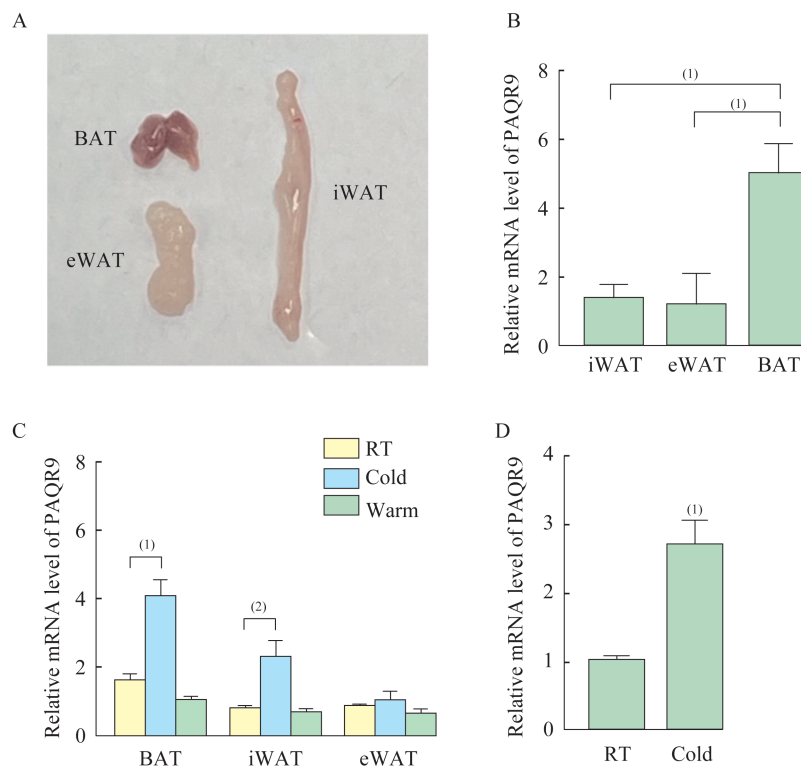 A
BAT
eWAT
iWAT
B
Relative mRNA level of PAQR9
8
6
4
2
0
(1)
(1)
iWAT eWAT BAT
C
Relative mRNA level of PAQR9
8
6
4
2
0
RT
Cold
Warm
(1)
(2)
BAT iWAT eWAT
D
Relative mRNA level of PAQR9
4
3
2
1
0
(1)
RT Cold